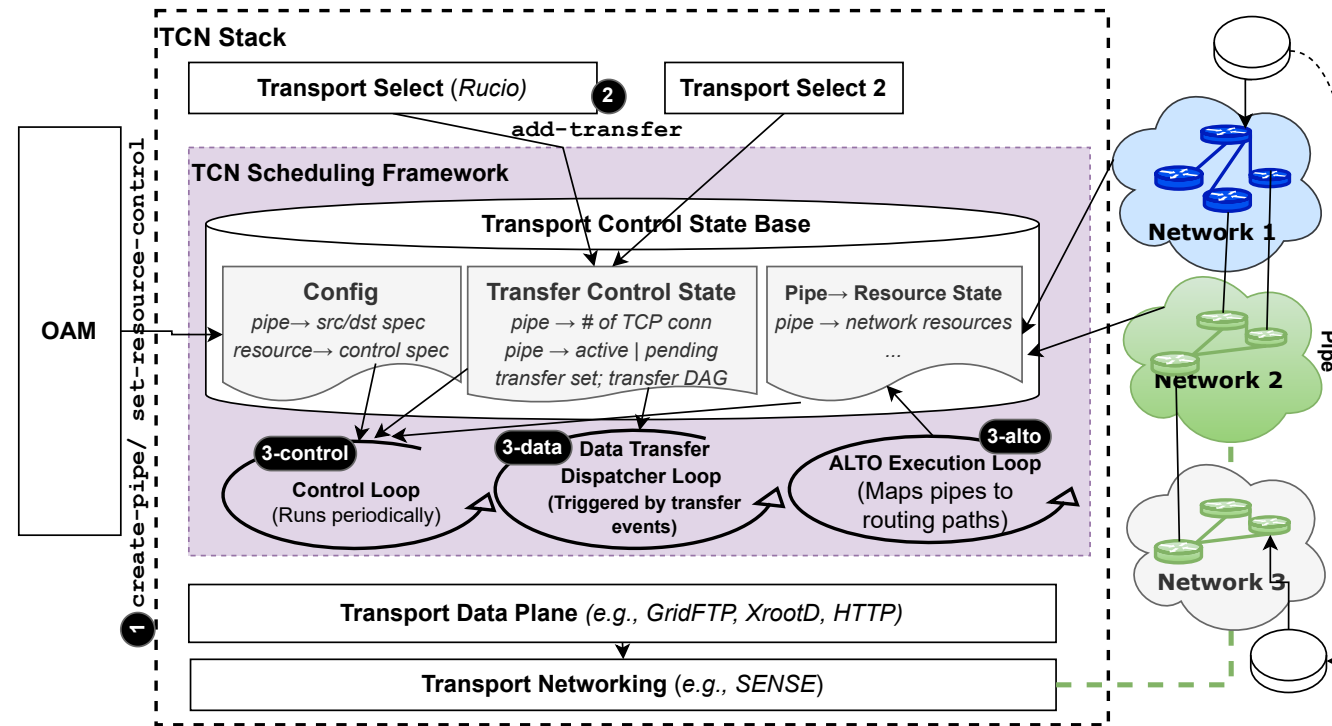 TCN Stack
Transport Select (Rucio)
2
Transport Select 2
add-transfer
OAM
1 create-pipe/ set-resource-control
TCN Scheduling Framework
Transport Control State Base
Config
pipe→ src/dst spec
resource→ control spec
Transfer Control State
pipe → # of TCP conn
pipe → active | pending
transfer set; transfer DAG
Pipe→ Resource State
pipe → network resources
...
3-control
Control Loop
(Runs periodically)
3-data
Data Transfer
Dispatcher Loop
(Triggered by transfer
events)
3-alto
ALTO Execution Loop
(Maps pipes to
routing paths)
Transport Data Plane (e.g., GridFTP, XrootD, HTTP)
Transport Networking (e.g., SENSE)
Network 1
Network 2
Network 3
Pipe